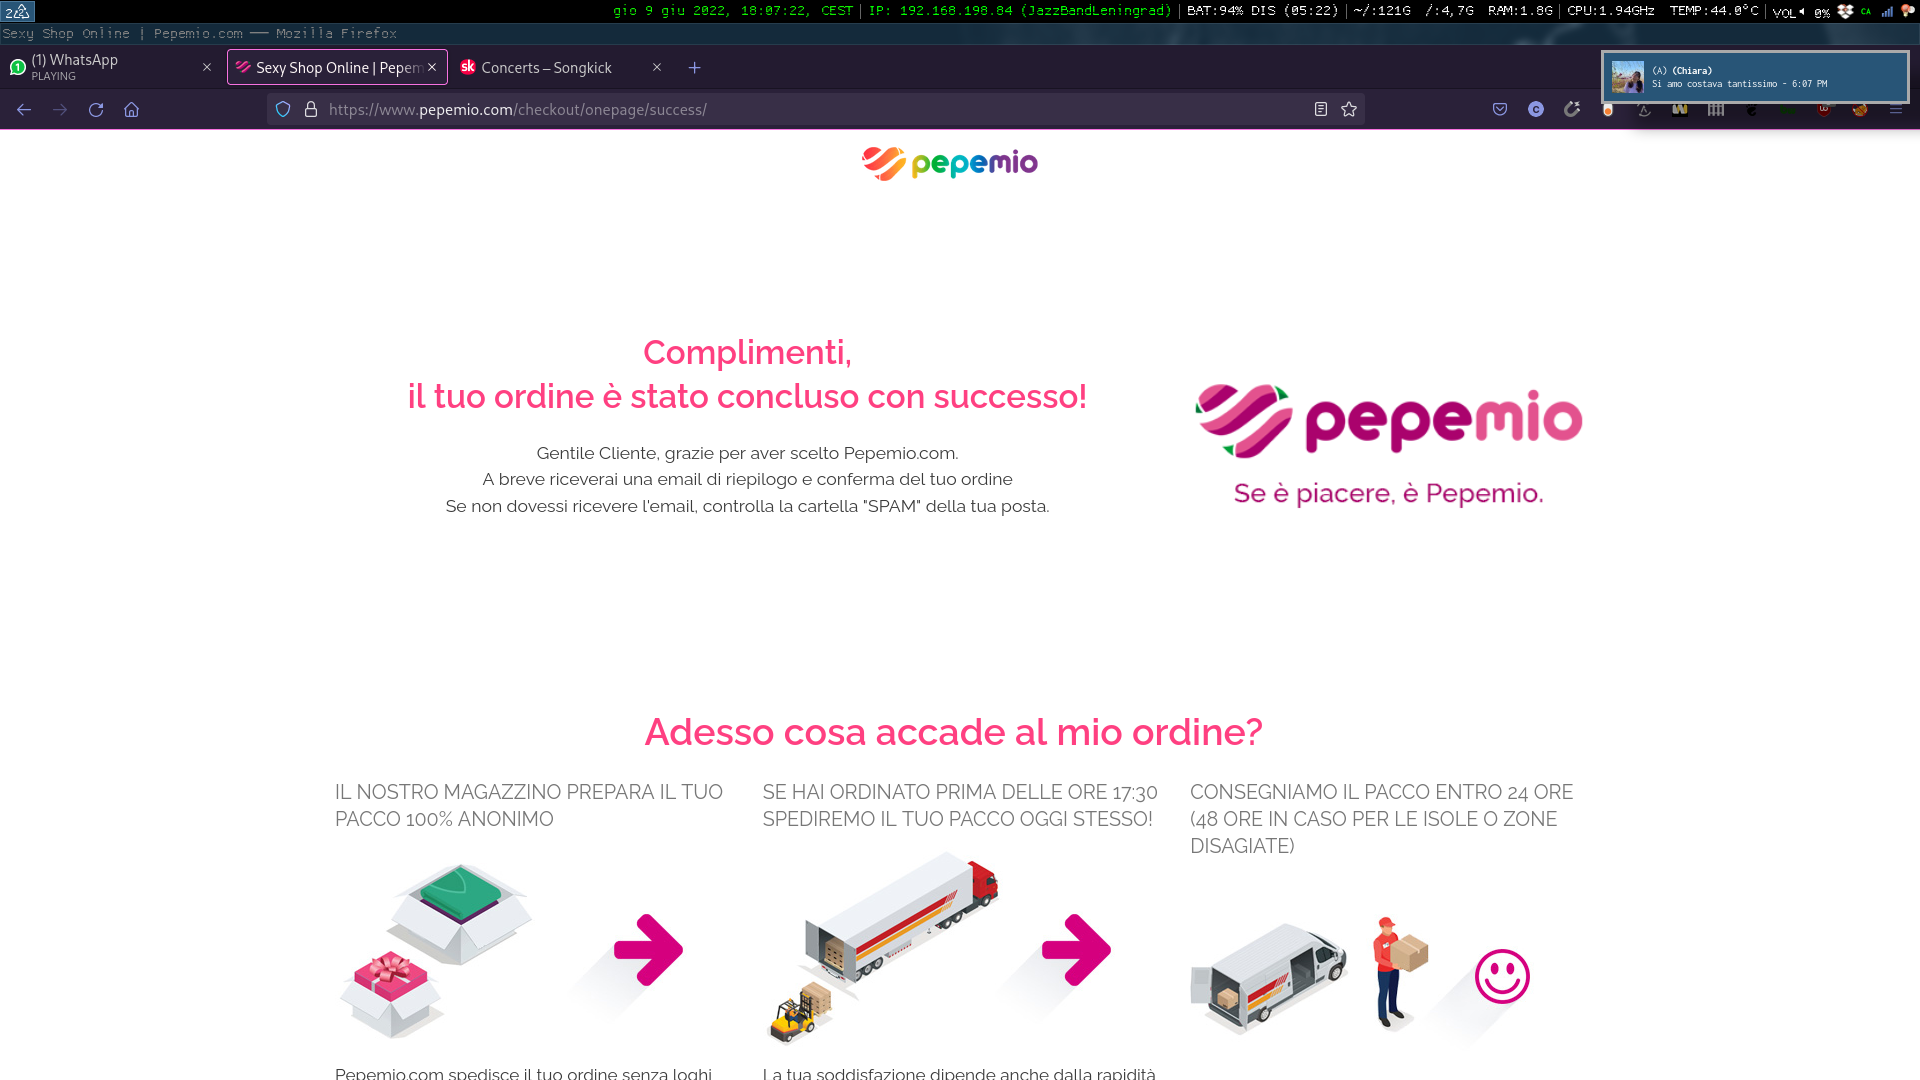 2
gio 9 giu 2022, 18:07:22, CEST | IP: 192.168.198.84 (JazzBandLeningrad) | BAT:94% DIS (05:22) | ~/:121G /:4,7G RAM:1.8G | CPU:1.94GHz TEMP:44.0°C | VOL 0% CA
Sexy Shop Online | Pepemio.com — Mozilla Firefox
(1) WhatsApp
PLAYING
Sexy Shop Online | Pepem
Concerts – Songkick
(A) (Chiara)
Si amo costava tantissimo - 6:07 PM
https://www.pepemio.com/checkout/onepage/success/
pepemio
Complimenti,
il tuo ordine è stato concluso con successo!
Gentile Cliente, grazie per aver scelto Pepemio.com.
A breve riceverai una email di riepilogo e conferma del tuo ordine
Se non dovessi ricevere l'email, controlla la cartella "SPAM" della tua posta.
pepemio
Se è piacere, è Pepemio.
Adesso cosa accade al mio ordine?
IL NOSTRO MAGAZZINO PREPARA IL TUO
PACCO 100% ANONIMO
SE HAI ORDINATO PRIMA DELLE ORE 17:30
SPEDIREMO IL TUO PACCO OGGI STESSO!
CONSEGNIAMO IL PACCO ENTRO 24 ORE
(48 ORE IN CASO PER LE ISOLE O ZONE
DISAGIATE)
Pepemio.com spedisce il tuo ordine senza loghi
La tua soddisfazione dipende anche dalla rapidità